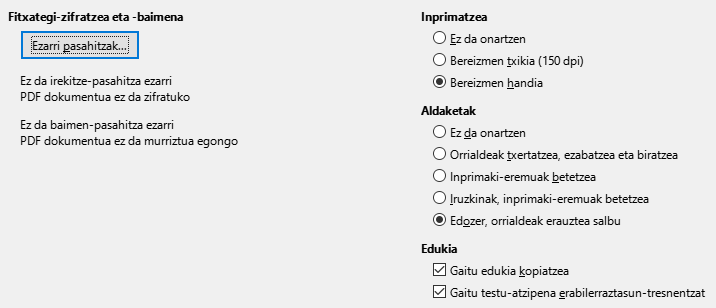 Fitxategi-zifratzea eta -baimena
Ezarri pasahitzak...
Ez da irekitze-pasahitza ezarri
PDF dokumentua ez da zifratuko
Ez da baimen-pasahitza ezarri
PDF dokumentua ez da murriztua egongo
Inprimatzea
Ez da onartzen
Bereizmen txikia (150 dpi)
Bereizmen handia
Aldaketak
Ez da onartzen
Orrialdeak txertatzea, ezabatzea eta biratzea
Inprimaki-eremuak betetzea
Iruzkinak, inprimaki-eremuak betetzea
Edozer, orrialdeak erauztea salbu
Edukia
Gaitu edukia kopiatzea
Gaitu testu-atzipena erabilerraztasun-tresnentzat